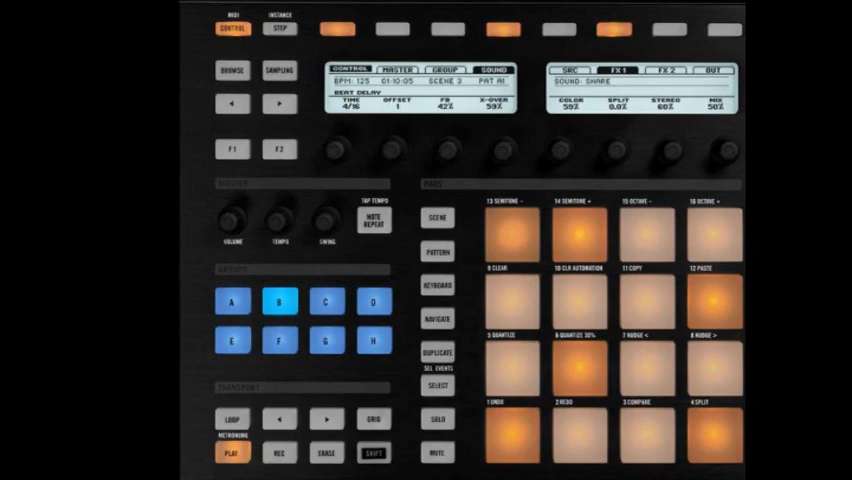 MIDI
INSTANCE
CONTROL
STEP
BROWSE
SAMPLING
CONTROL MASTER GROUP SOUND
BPM: 125 01:10:05 SCENE 3 PAT A1
BEAT DELAY
TIME OFFSET FB X-OVER
4/16 1 42% 59%
SRC FX 1 FX 2 OUT
SOUND: SNARE
COLOR SPLIT STEREO MIX
59% 0.0% 60% 50%
F1
F2
MASTER
VOLUME
TEMPO
SWING
TAP TEMPO
NOTE
REPEAT
GROUPS
A
B
C
D
E
F
G
H
TRANSPORT
LOOP
GRID
METRONOME
PLAY
REC
ERASE
SHIFT
PADS
SCENE
PATTERN
KEYBOARD
NAVIGATE
DUPLICATE
SEL EVENTS
SELECT
SOLO
MUTE
13 SEMITONE -
14 SEMITONE +
15 OCTAVE -
16 OCTAVE +
9 CLEAR
10 CLR AUTOMATION
11 COPY
12 PASTE
5 QUANTIZE
6 QUANTIZE 50%
7 NUDGE <
8 NUDGE >
1 UNDO
2 REDO
3 COMPARE
4 SPLIT